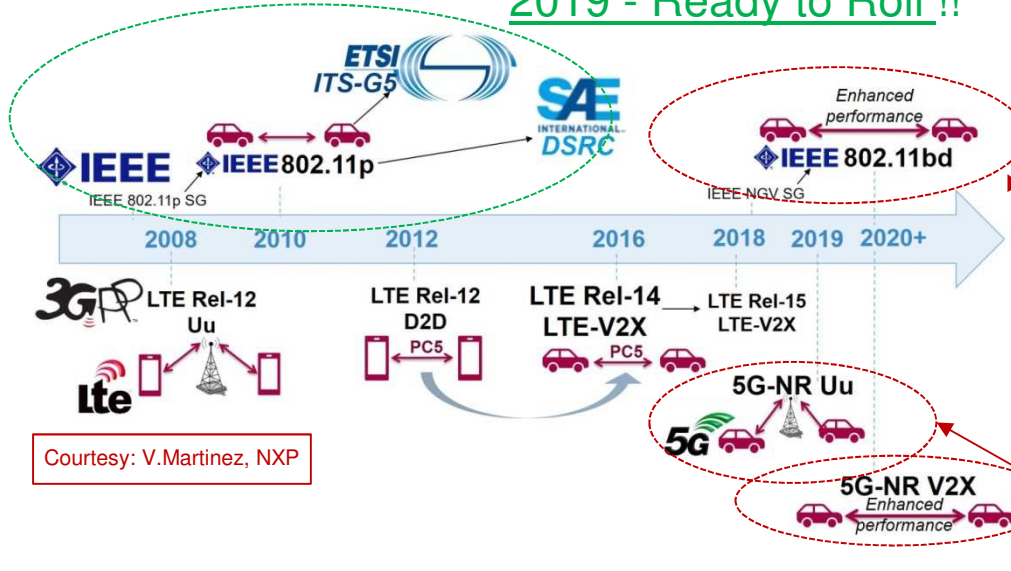 2019 - Ready to Roll !!
ETSI
ITS-G5
SAE
INTERNATIONAL
DSRC
Enhanced
performance
IEEE
IEEE 802.11p
IEEE 802.11bd
IEEE 802.11p SG
IEEE NGV SG
2008
2010
2012
2016
2018
2019
2020+
3GPP
LTE Rel-12
Uu
LTE Rel-12
D2D
PC5
LTE Rel-14
LTE-V2X
PC5
LTE Rel-15
LTE-V2X
Lte
5G-NR Uu
5G
Courtesy: V.Martinez, NXP
5G-NR V2X
Enhanced
performance